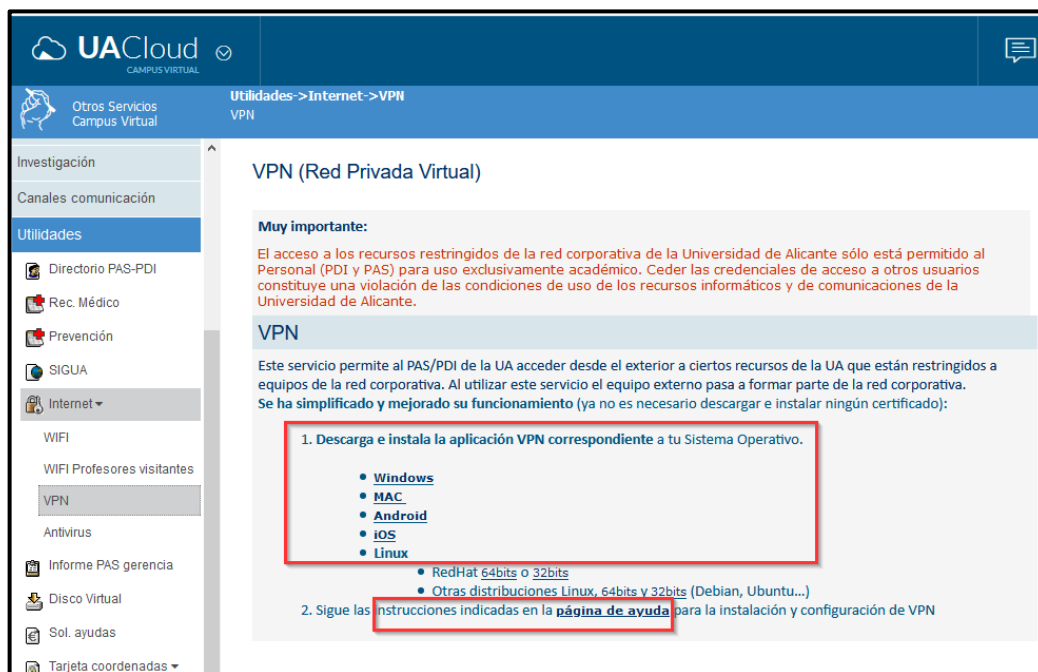 UACloud
CAMPUS VIRTUAL
Otros Servicios
Campus Virtual
Utilidades->Internet->VPN
VPN
Investigación
Canales comunicación
Utilidades
Directorio PAS-PDI
Rec. Médico
Prevención
SIGUA
Internet
WIFI
WIFI Profesores visitantes
VPN
Antivirus
Informe PAS gerencia
Disco Virtual
Sol. ayudas
Tarjeta coordenadas
VPN (Red Privada Virtual)
Muy importante:
El acceso a los recursos restringidos de la red corporativa de la Universidad de Alicante sólo está permitido al
Personal (PDI y PAS) para uso exclusivamente académico. Ceder las credenciales de acceso a otros usuarios
constituye una violación de las condiciones de uso de los recursos informáticos y de comunicaciones de la
Universidad de Alicante.
VPN
Este servicio permite al PAS/PDI de la UA acceder desde el exterior a ciertos recursos de la UA que están restringidos a
equipos de la red corporativa. Al utilizar este servicio el equipo externo pasa a formar parte de la red corporativa.
Se ha simplificado y mejorado su funcionamiento (ya no es necesario descargar e instalar ningún certificado):
1. Descarga e instala la aplicación VPN correspondiente a tu Sistema Operativo.
• Windows
• MAC
• Android
• iOS
• Linux
• RedHat 64bits o 32bits
• Otras distribuciones Linux, 64bits y 32bits (Debian, Ubuntu...)
2. Sigue las instrucciones indicadas en la página de ayuda para la instalación y configuración de VPN